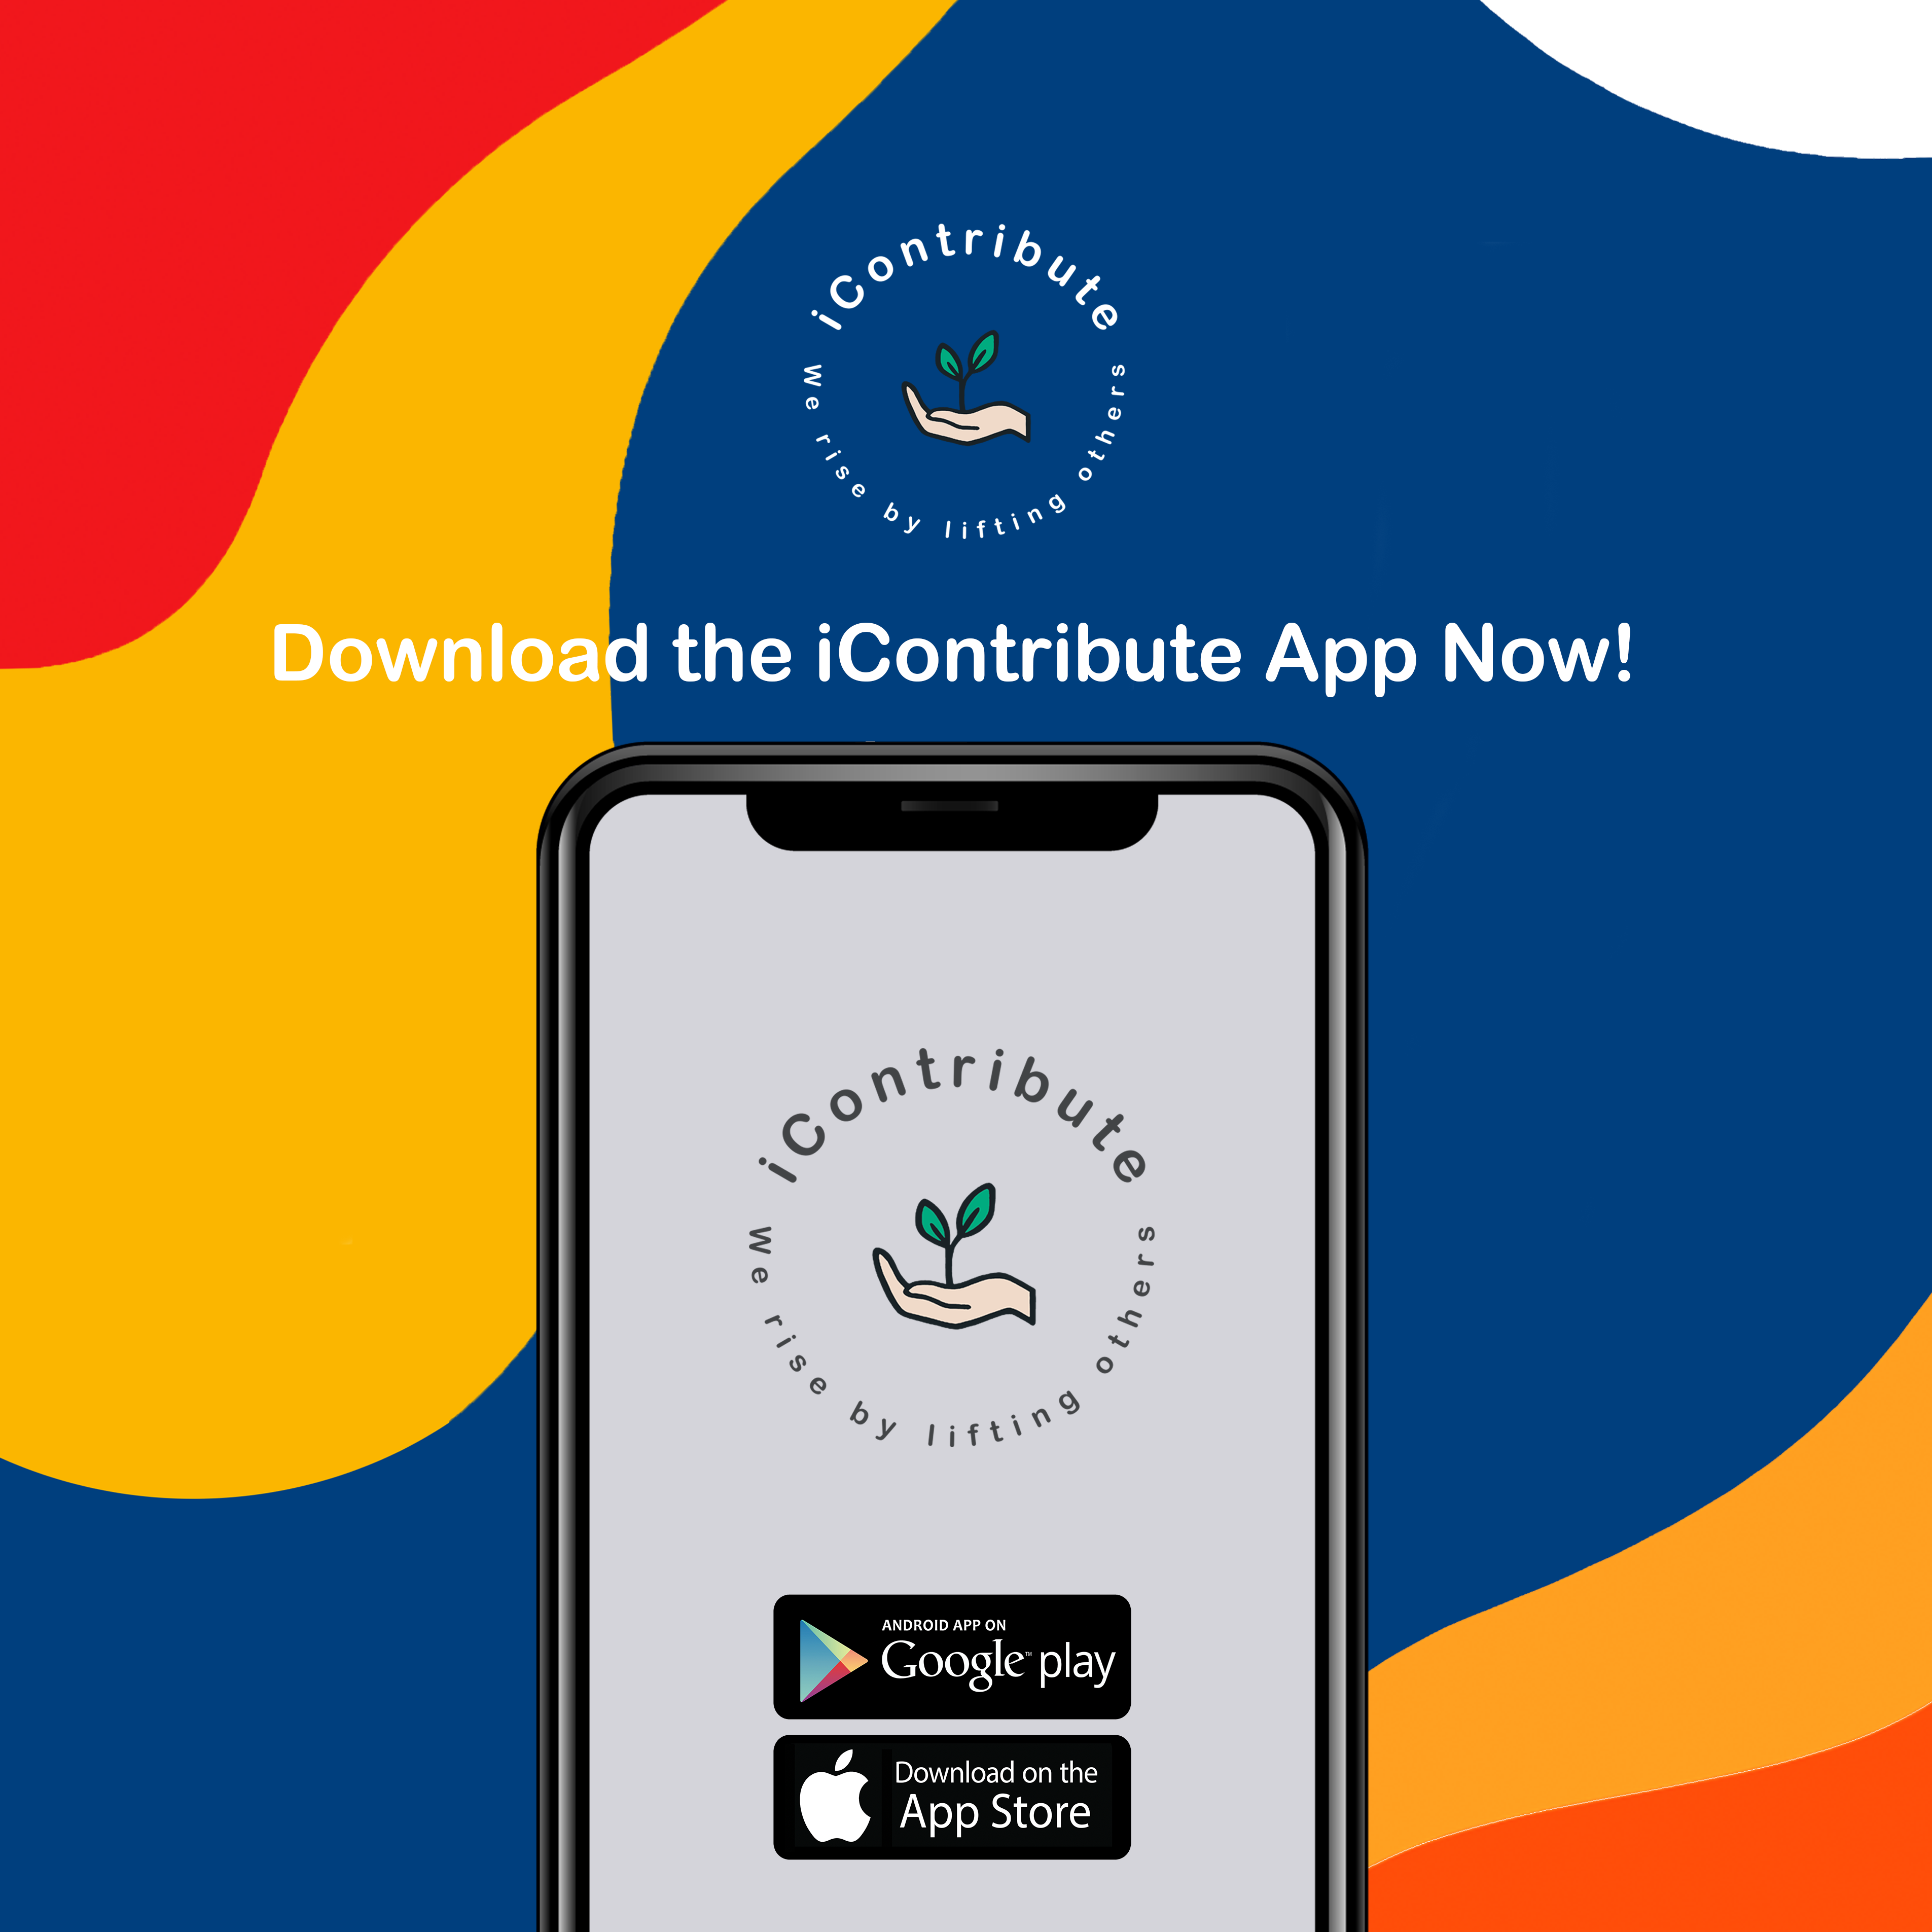 iContribute
We rise by lifting others
Download the iContribute App Now!
iContribute
We rise by lifting others
ANDROID APP ON
Google™ play
Download on the
App Store